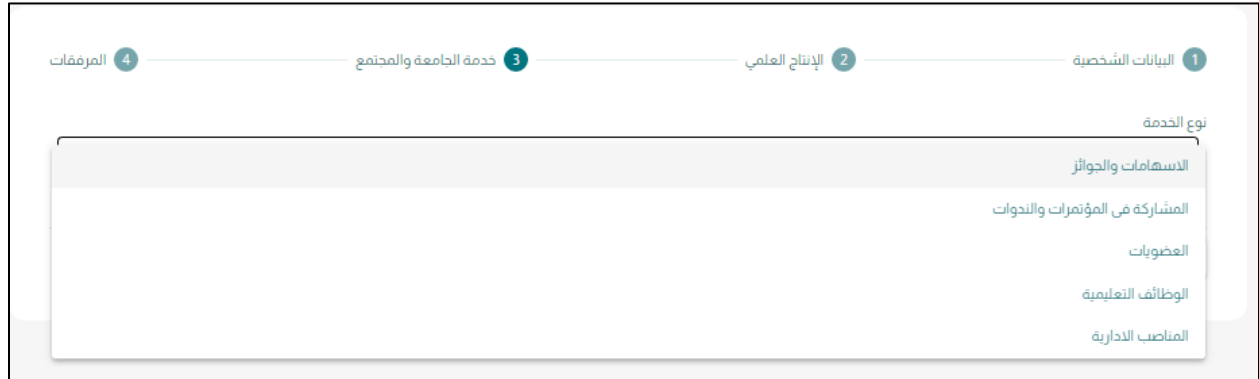 1 البيانات الشخصية 2 الإنتاج العلمي 3 خدمة الجامعة والمجتمع 4 المرفقات
نوع الخدمة
الاسهامات والجوائز
المشاركة فى المؤتمرات والندوات
العضويات
الوظائف التعليمية
المناصب الادارية